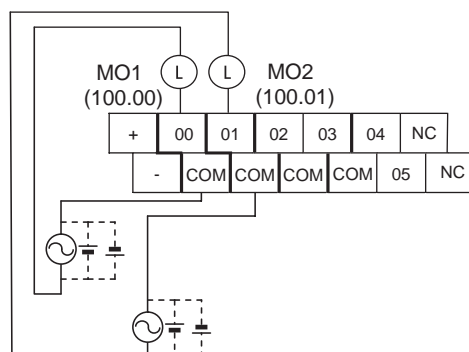 L L
MO1 MO2
(100.00) (100.01)
+ 00 01 02 03 04 NC
- COM COM COM COM 05 NC